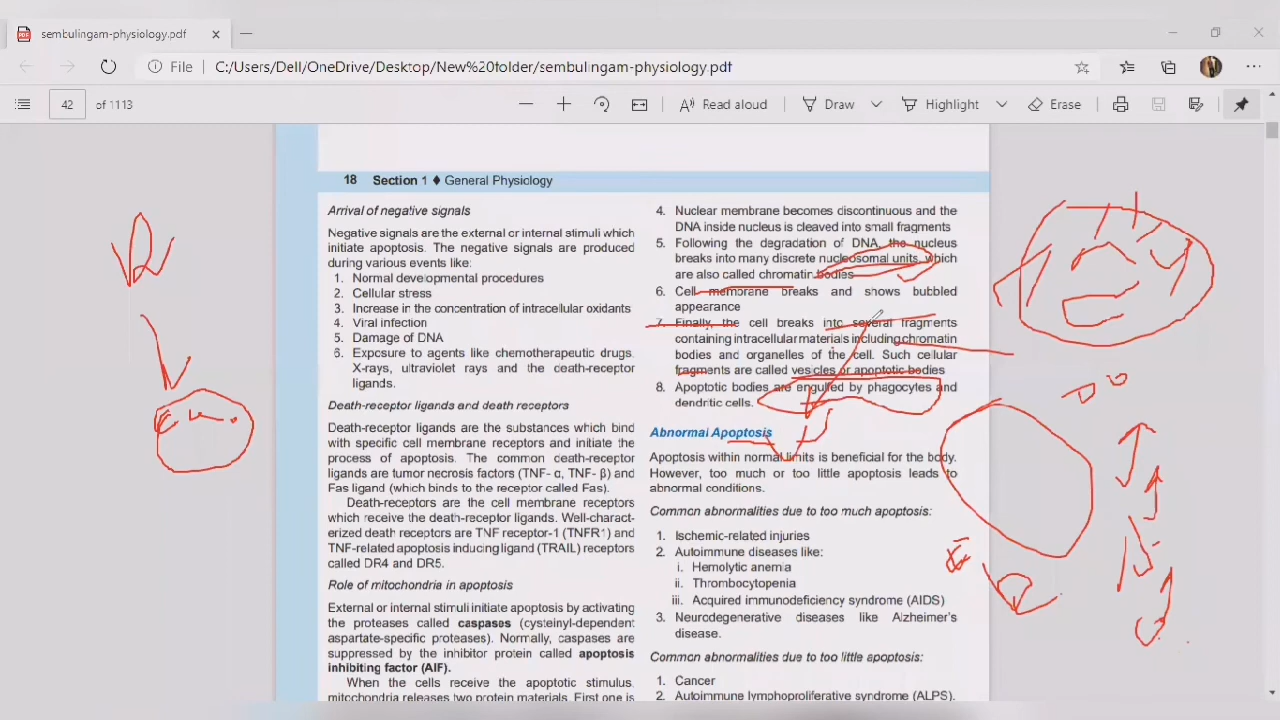 sembulingam-physiology.pdf
File
C:/Users/Dell/OneDrive/Desktop/New%20folder/sembulingam-physiology.pdf
42 of 1113
Read aloud
Draw
Highlight
Erase
18 Section 1 ♦ General Physiology
Arrival of negative signals
Negative signals are the external or internal stimuli which
initiate apoptosis. The negative signals are produced
during various events like:
1. Normal developmental procedures
2. Cellular stress
3. Increase in the concentration of intracellular oxidants
4. Viral infection
5. Damage of DNA
6. Exposure to agents like chemotherapeutic drugs,
X-rays, ultraviolet rays and the death-receptor
ligands.
Death-receptor ligands and death receptors
Death-receptor ligands are the substances which bind
with specific cell membrane receptors and initiate the
process of apoptosis. The common death-receptor
ligands are tumor necrosis factors (TNF- α, TNF- β) and
Fas ligand (which binds to the receptor called Fas).
Death-receptors are the cell membrane receptors
which receive the death-receptor ligands. Well-charact-
erized death receptors are TNF receptor-1 (TNFR1) and
TNF-related apoptosis inducing ligand (TRAIL) receptors
called DR4 and DR5.
Role of mitochondria in apoptosis
External or internal stimuli initiate apoptosis by activating
the proteases called caspases (cysteinyl-dependent
aspartate-specific proteases). Normally, caspases are
suppressed by the inhibitor protein called apoptosis
inhibiting factor (AIF).
When the cells receive the apoptotic stimulus,
mitochondria releases two protein materials. First one is
4. Nuclear membrane becomes discontinuous and the
DNA inside nucleus is cleaved into small fragments
5. Following the degradation of DNA, the nucleus
breaks into many discrete nucleosomal units, which
are also called chromatin bodies
6. Cell membrane breaks and shows bubbled
appearance
7. Finally, the cell breaks into several fragments
containing intracellular materials including chromatin
bodies and organelles of the cell. Such cellular
fragments are called vesicles or apoptotic bodies
8. Apoptotic bodies are engulfed by phagocytes and
dendritic cells.
Abnormal Apoptosis
Apoptosis within normal limits is beneficial for the body.
However, too much or too little apoptosis leads to
abnormal conditions.
Common abnormalities due to too much apoptosis:
1. Ischemic-related injuries
2. Autoimmune diseases like:
i. Hemolytic anemia
ii. Thrombocytopenia
iii. Acquired immunodeficiency syndrome (AIDS)
3. Neurodegenerative diseases like Alzheimer's
disease.
Common abnormalities due to too little apoptosis:
1. Cancer
2. Autoimmune lymphoproliferative syndrome (ALPS).